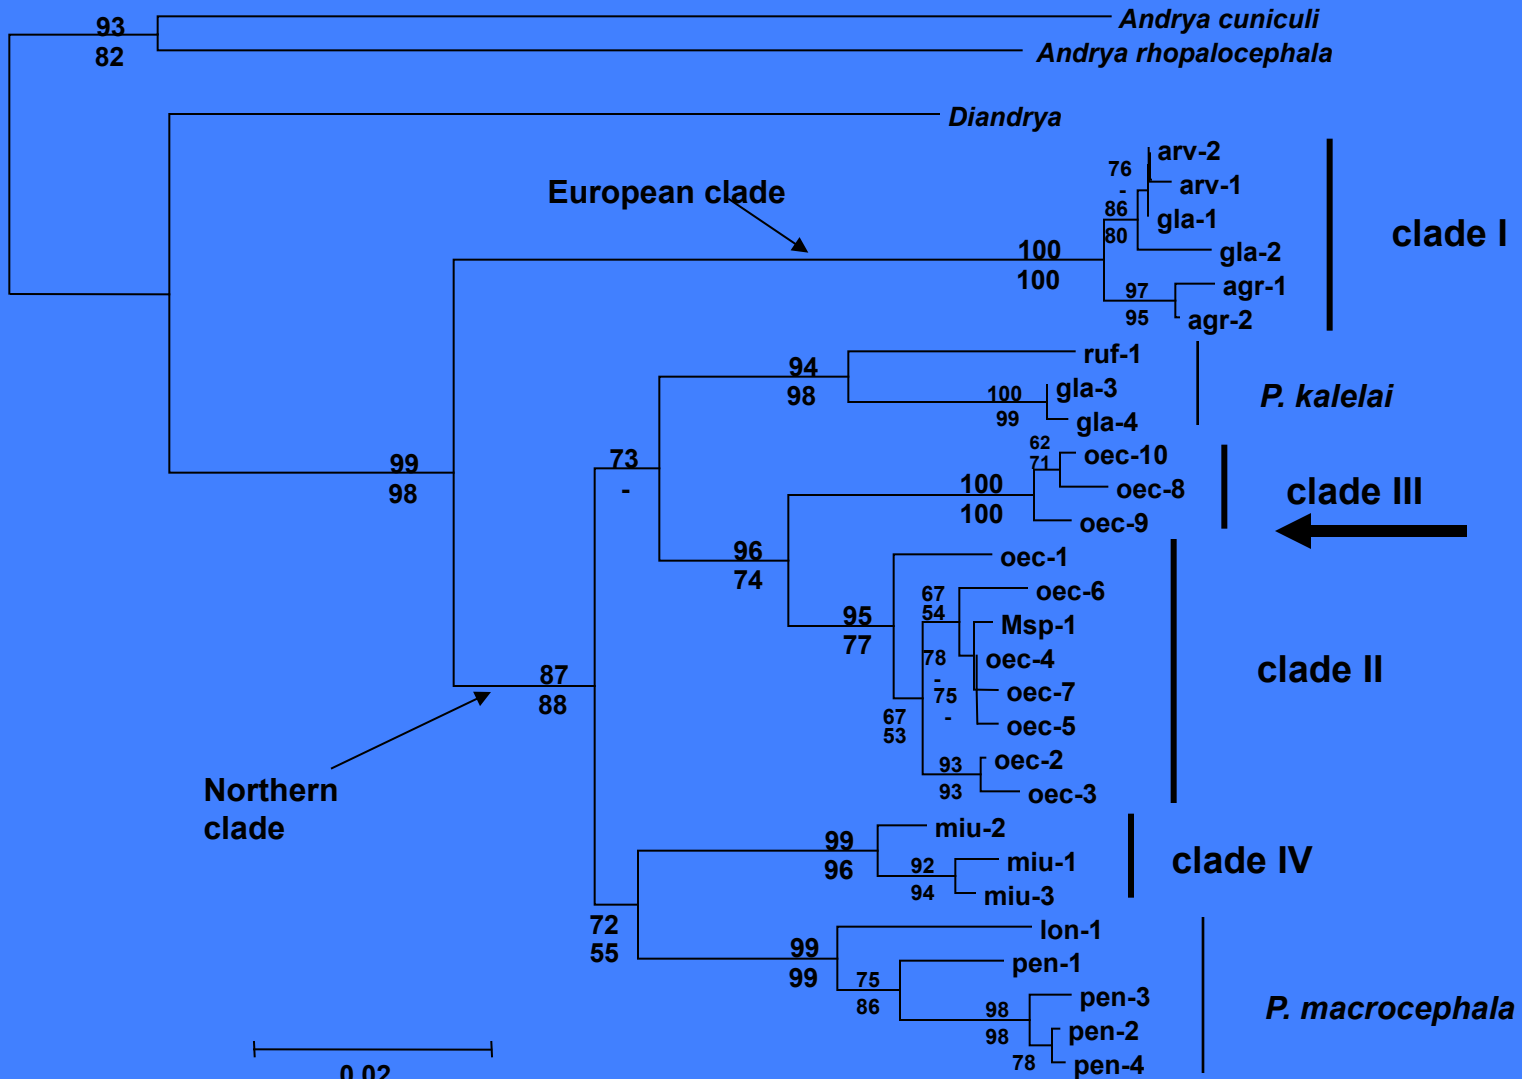 93
82
Andrya cuniculi
Andrya rhopalocephala
Diandrya
European clade
76
-
arv-2
arv-1
86
80
gla-1
gla-2
100
100
97
95
agr-1
agr-2
clade I
94
98
ruf-1
100
99
gla-3
gla-4
P. kalelai
99
98
73
-
62
71
oec-10
oec-8
100
100
oec-9
clade III
96
74
oec-1
67
54
oec-6
95
77
Msp-1
78
-
oec-4
75
-
oec-7
oec-5
67
53
93
93
oec-2
oec-3
clade II
87
88
Northern
clade
99
96
miu-2
92
94
miu-1
miu-3
clade IV
72
55
99
99
lon-1
75
86
pen-1
98
98
pen-3
pen-2
78
pen-4
P. macrocephala
0.02